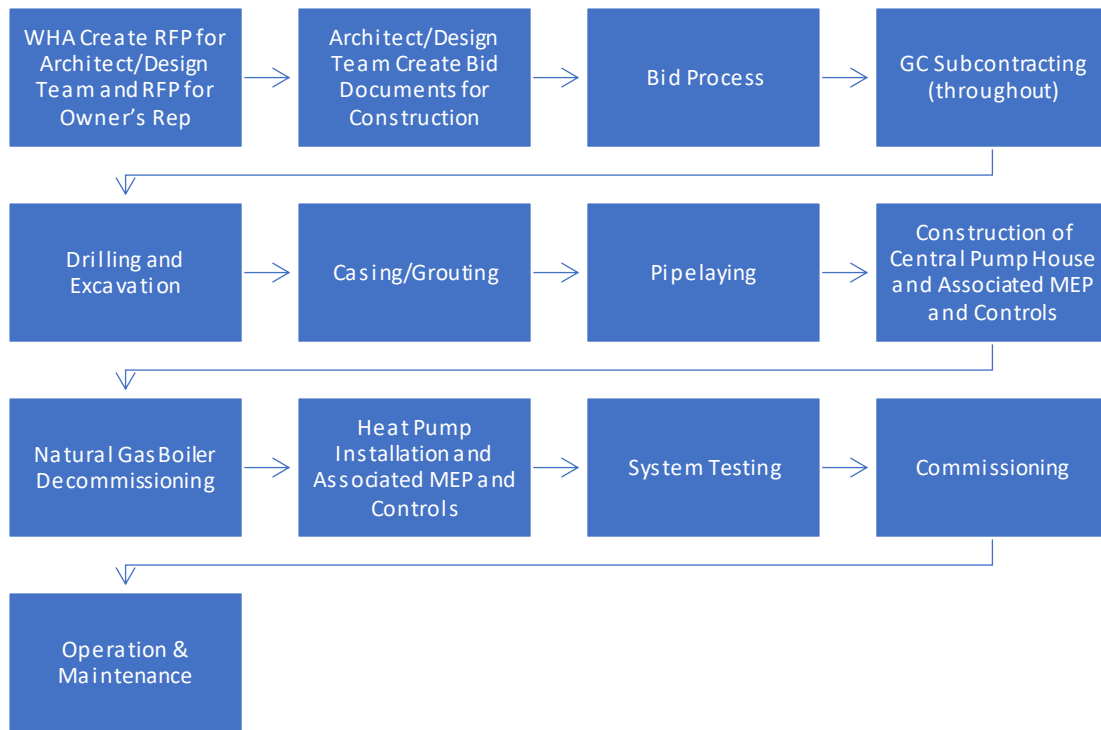 WHA Create RFP for
Architect/Design
Team and RFP for
Owner's Rep
Architect/Design
Team Create Bid
Documents for
Construction
Bid Process
GC Subcontracting
(throughout)
Drilling and
Excavation
Casing/Grouting
Pipelaying
Construction of
Central Pump House
and Associated MEP
and Controls
Natural Gas Boiler
Decommissioning
Heat Pump
Installation and
Associated MEP and
Controls
System Testing
Commissioning
Operation &
Maintenance